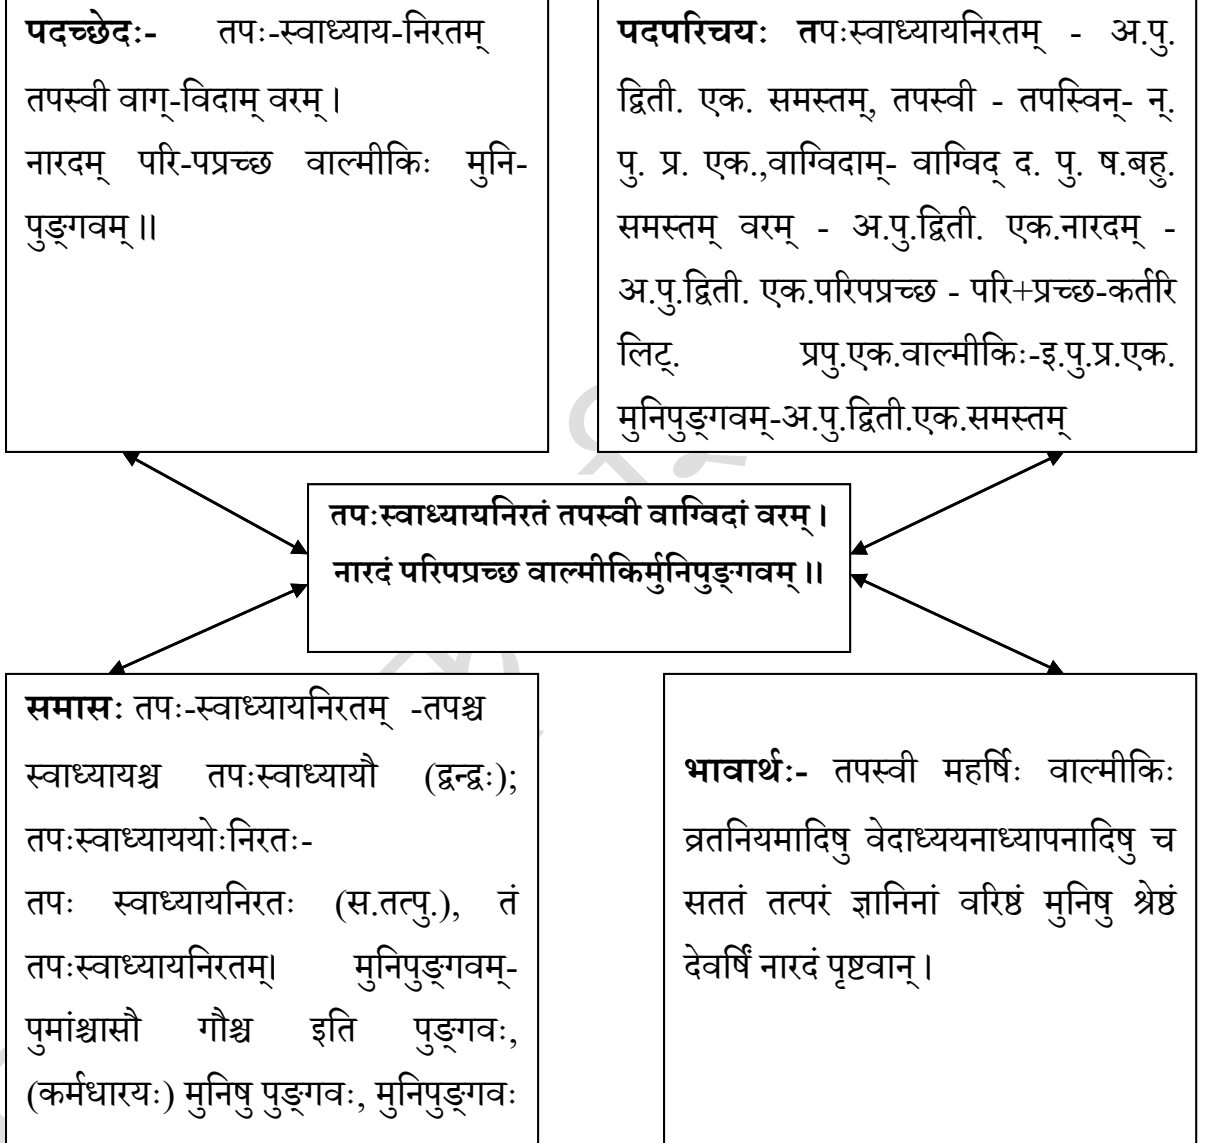 पदच्छेदः- तपः-स्वाध्याय-निरतम्
तपस्वी वाग्-विदाम् वरम् ।
नारदम् परि-पप्रच्छ वाल्मीकिः मुनि-
पुङ्गवम् ॥
पदपरिचयः तपःस्वाध्यायनिरतम् - अ.पु.
द्विती. एक. समस्तम्, तपस्वी - तपस्विन्- न्.
पु. प्र. एक.,वाग्विदाम्- वाग्विद् द. पु. ष.बहु.
समस्तम् वरम् - अ.पु.द्विती. एक.नारदम् -
अ.पु.द्विती. एक.परिपप्रच्छ - परि+प्रच्छ-कर्तरि
लिट्. प्रपु.एक.वाल्मीकिः-इ.पु.प्र.एक.
मुनिपुङ्गवम्-अ.पु.द्विती.एक.समस्तम्
तपःस्वाध्यायनिरतं तपस्वी वाग्विदां वरम् ।
नारदं परिपप्रच्छ वाल्मीकिर्मुनिपुङ्गवम् ॥
समासः तपः-स्वाध्यायनिरतम् -तपश्च
स्वाध्यायश्च तपःस्वाध्यायौ (द्वन्द्वः);
तपःस्वाध्याययोःनिरतः-
तपः स्वाध्यायनिरतः (स.तत्पु.), तं
तपःस्वाध्यायनिरतम्। मुनिपुङ्गवम्-
पुमांश्चासौ गौश्च इति पुङ्गवः,
(कर्मधारयः) मुनिषु पुङ्गवः, मुनिपुङ्गवः
भावार्थः- तपस्वी महर्षिः वाल्मीकिः
व्रतनियमादिषु वेदाध्ययनाध्यापनादिषु च
सततं तत्परं ज्ञानिनां वरिष्ठं मुनिषु श्रेष्ठं
देवर्षिं नारदं पृष्टवान् ।